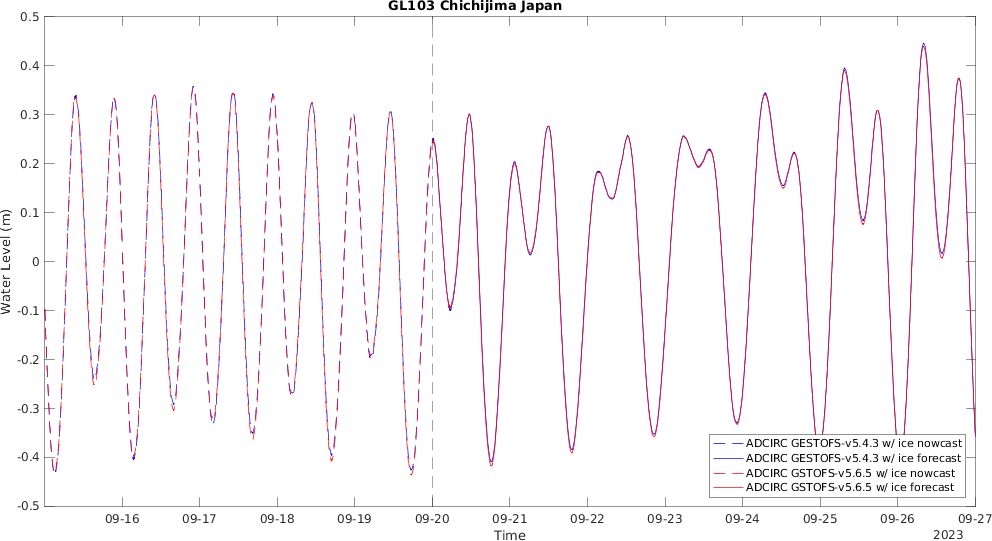 GL103 Chichijima Japan
0.5
0.4
0.3
0.2
0.1
0
-0.1
-0.2
-0.3
-0.4
-0.5
Water Level (m)
ADCIRC GESTOFS-v5.4.3 w/ ice nowcast
ADCIRC GESTOFS-v5.4.3 w/ ice forecast
ADCIRC GSTOFS-v5.6.5 w/ ice nowcast
ADCIRC GSTOFS-v5.6.5 w/ ice forecast
09-16 09-17 09-18 09-19 09-20 09-21 09-22 09-23 09-24 09-25 09-26 09-27
Time
2023